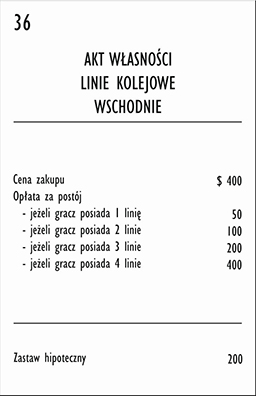 36
AKT WŁASNOŚCI
LINIE KOLEJOWE
WSCHODNIE
Cena zakupu $ 400
Opłata za postój
- jeżeli gracz posiada 1 linię 50
- jeżeli gracz posiada 2 linie 100
- jeżeli gracz posiada 3 linie 200
- jeżeli gracz posiada 4 linie 400
Zastaw hipoteczny 200